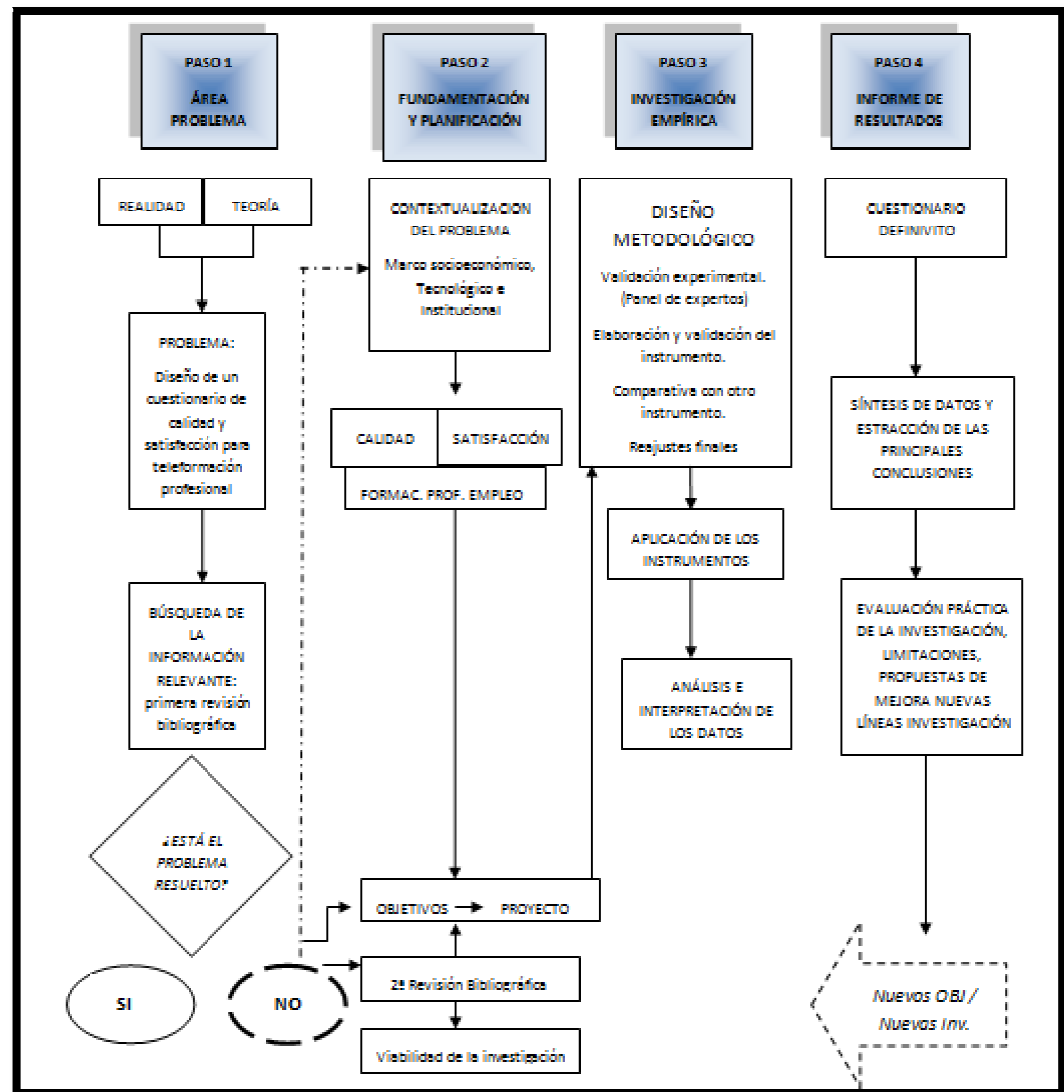 PASO 1
ÁREA
PROBLEMA
PASO 2
FUNDAMENTACIÓN
Y PLANIFICACIÓN
PASO 3
INVESTIGACIÓN
EMPÍRICA
PASO 4
INFORME DE
RESULTADOS
REALIDAD
TEORÍA
PROBLEMA:
Diseño de un
cuestionario de
calidad y
satisfacción para
teleformación
profesional
BÚSQUEDA DE
LA
INFORMACIÓN
RELEVANTE:
primera revisión
bibliográfica
¿ESTÁ EL
PROBLEMA
RESUELTO?
SI
NO
CONTEXTUALIZACION
DEL PROBLEMA
Marco socioeconómico,
Tecnológico e
Institucional
CALIDAD
SATISFACCIÓN
FORMAC. PROF. EMPLEO
OBJETIVOS
PROYECTO
2ª Revisión Bibliográfica
Viabilidad de la investigación
DISEÑO
METODOLÓGICO
Validación experimental.
(Panel de expertos)
Elaboración y validación del
instrumento.
Comparativa con otro
instrumento.
Reajustes finales
APLICACIÓN DE LOS
INSTRUMENTOS
ANÁLISIS E
INTERPRETACIÓN DE
LOS DATOS
CUESTIONARIO
DEFINIVITO
SÍNTESIS DE DATOS Y
ESTRACCIÓN DE LAS
PRINCIPALES
CONCLUSIONES
EVALUACIÓN PRÁCTICA
DE LA INVESTIGACIÓN,
LIMITACIONES,
PROPUESTAS DE
MEJORA NUEVAS
LÍNEAS INVESTIGACIÓN
Nuevos OBJ /
Nuevas Inv.